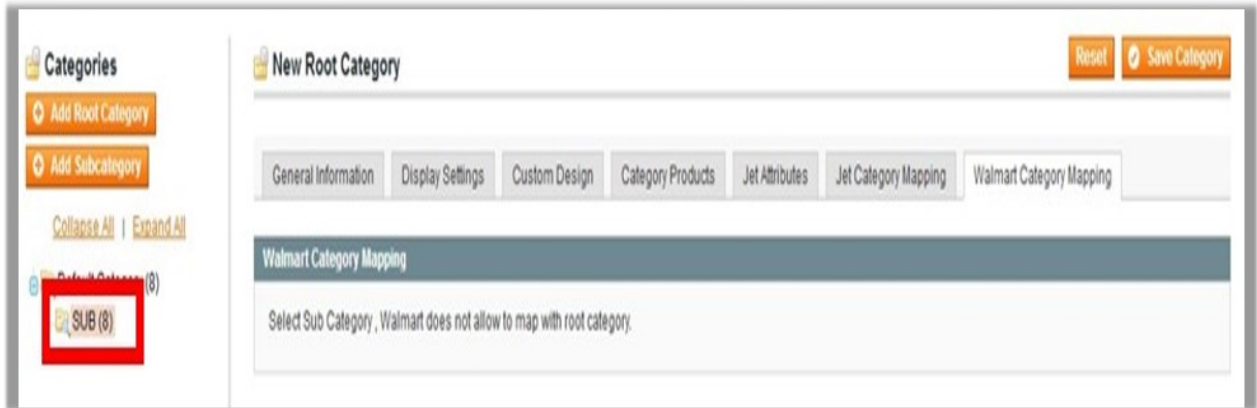 Categories
Add Root Category
Add Subcategory
Collapse All | Expand All
Default Category (8)
SUB (8)
New Root Category
Reset
Save Category
General Information
Display Settings
Custom Design
Category Products
Jet Attributes
Jet Category Mapping
Walmart Category Mapping
Walmart Category Mapping
Select Sub Category , Walmart does not allow to map with root category.